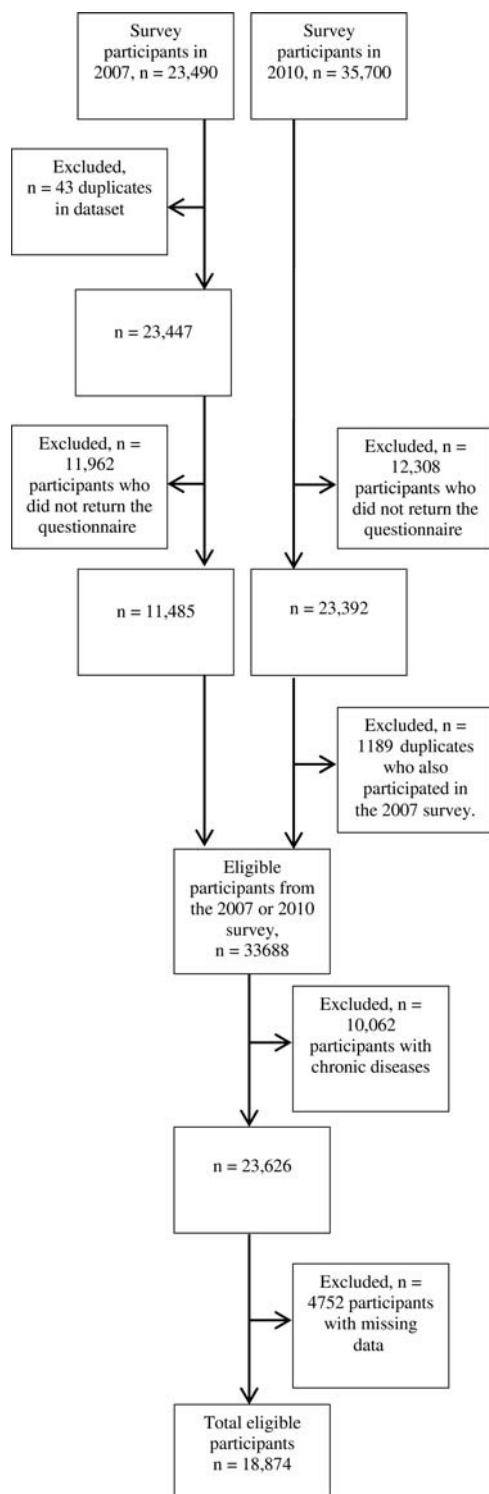 Survey
participants in
2007, n = 23,490
Survey
participants in
2010, n = 35,700
Excluded,
n = 43 duplicates
in dataset
n = 23,447
Excluded, n =
11,962
participants who
did not return the
questionnaire
Excluded, n =
12,308
participants who
did not return the
questionnaire
n = 11,485
n = 23,392
Excluded, n =
1189 duplicates
who also
participated in
the 2007 survey.
Eligible
participants from
the 2007 or 2010
survey,
n = 33688
Excluded, n =
10,062
participants with
chronic diseases
n = 23,626
Excluded, n =
4752 participants
with missing
data
Total eligible
participants
n = 18,874